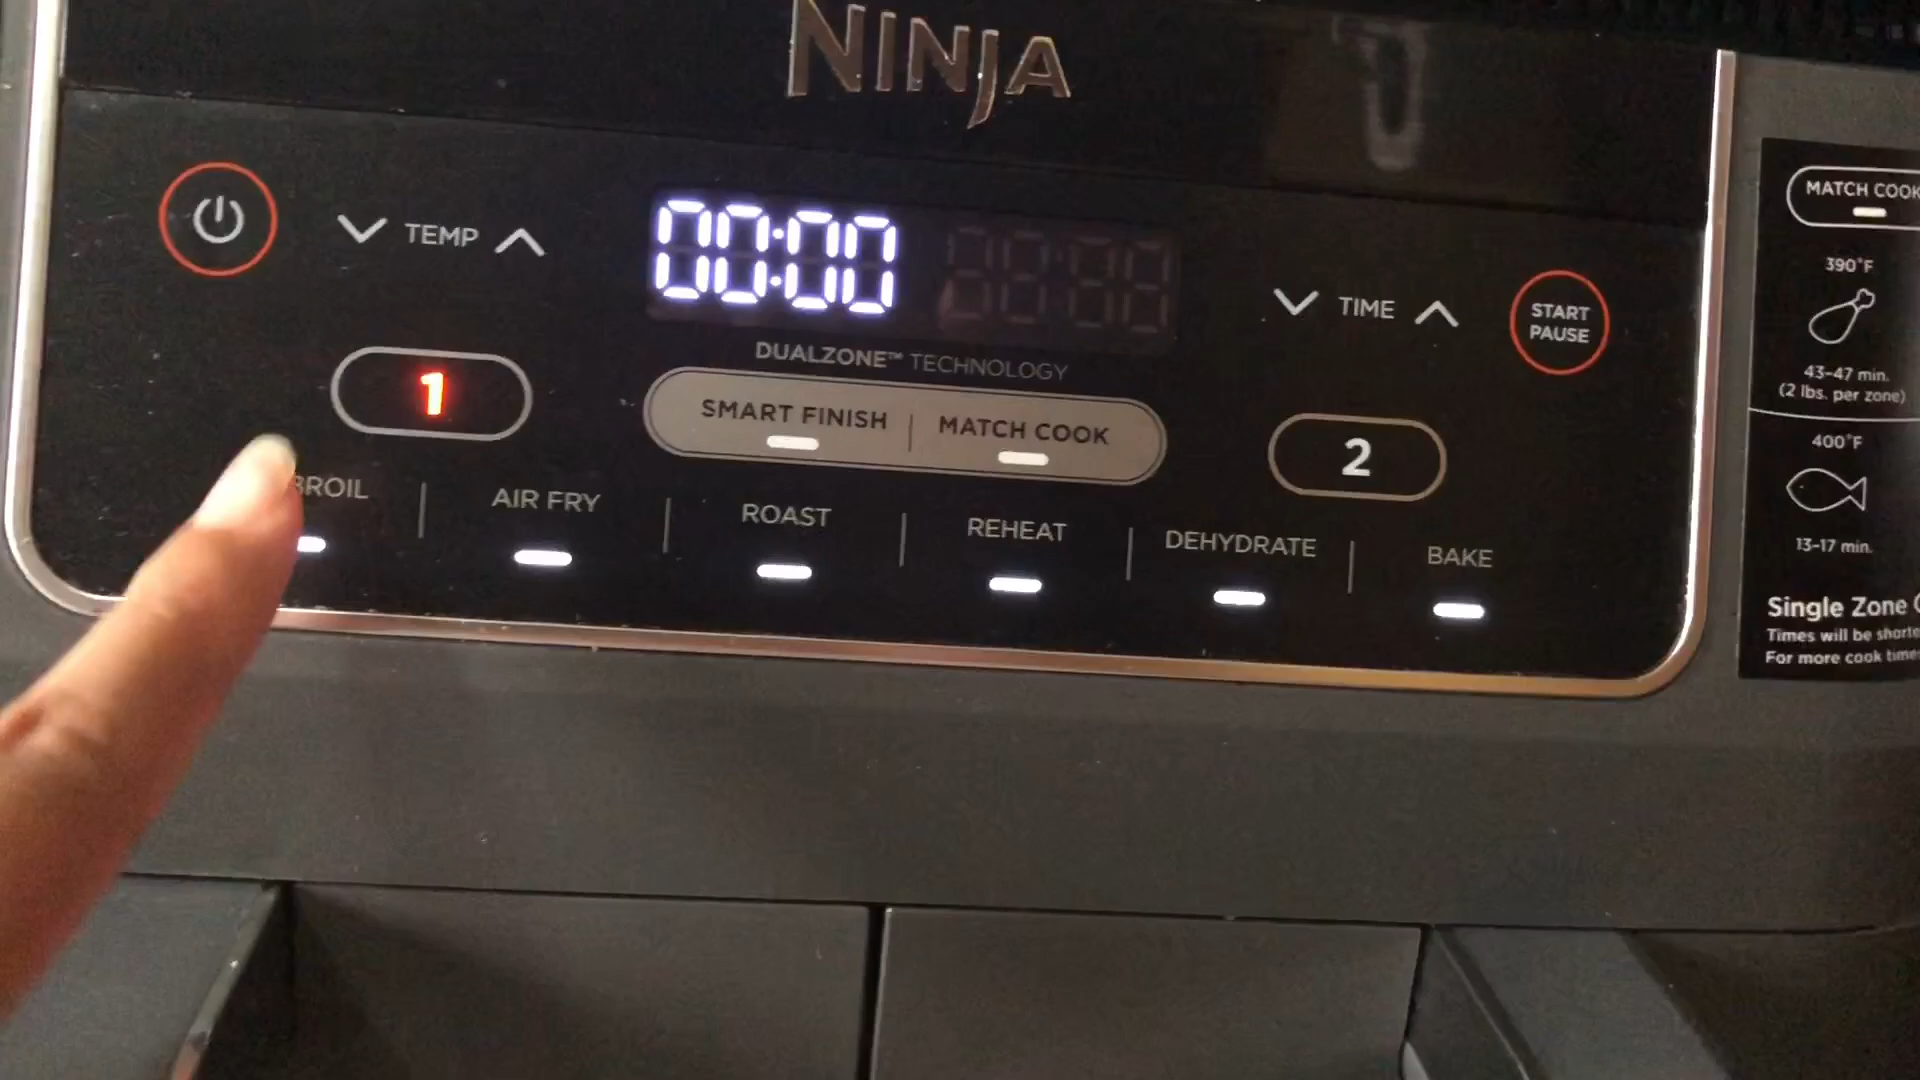 NINJA
TEMP
00:00
TIME
START
PAUSE
DUALZONE™ TECHNOLOGY
1
SMART FINISH
MATCH COOK
2
BROIL
AIR FRY
ROAST
REHEAT
DEHYDRATE
BAKE
MATCH COOK
390°F
43-47 min.
(2 lbs. per zone)
400°F
13-17 min.
Single Zone
Times will be
For more cook